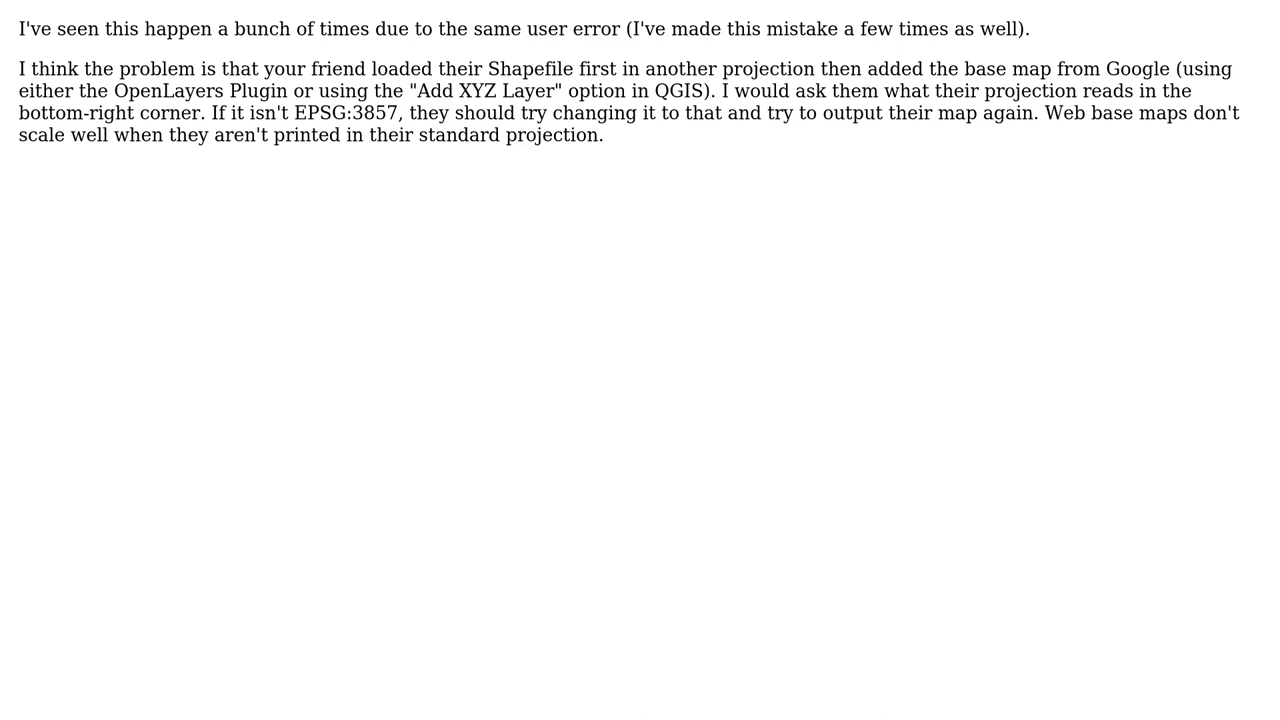 I've seen this happen a bunch of times due to the same user error (I've made this mistake a few times as well).
I think the problem is that your friend loaded their Shapefile first in another projection then added the base map from Google (using
either the OpenLayers Plugin or using the "Add XYZ Layer" option in QGIS). I would ask them what their projection reads in the
bottom-right corner. If it isn't EPSG:3857, they should try changing it to that and try to output their map again. Web base maps don't
scale well when they aren't printed in their standard projection.